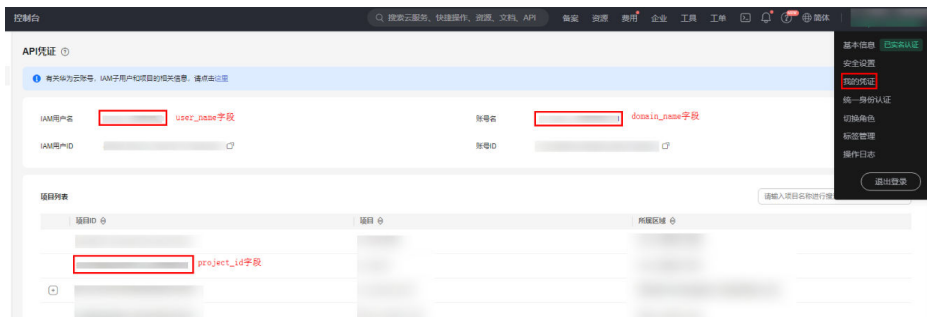 控制台 搜索云服务、快捷操作、资源、文档、API 备案 资源 费用 企业 工具 工单 简体
API凭证
基本信息 已实名认证
安全设置
我的凭证
统一身份认证
切换角色
标签管理
操作日志
退出登录
有关华为云账号、IAM子用户和项目的相关信息，请点击这里
IAM用户名 user_name字段 账号名 domain_name字段
IAM用户ID 账号ID
项目列表 请输入项目名称进行搜
项目ID 项目 所属区域
project_id字段